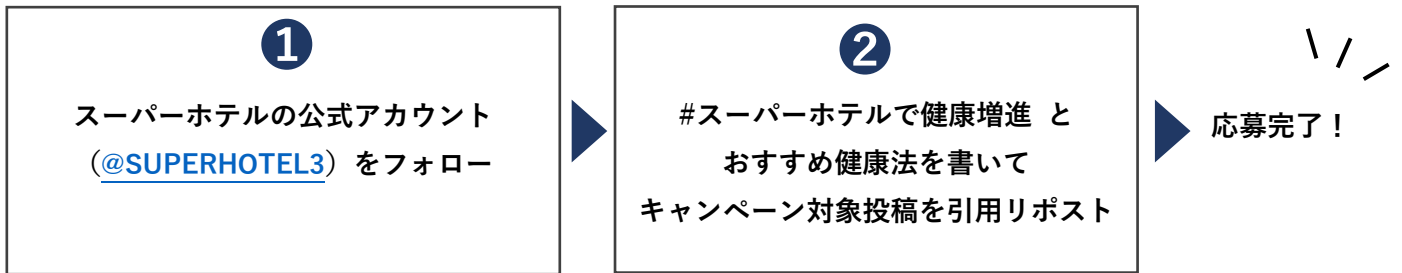 1
スーパーホテルの公式アカウント
（@SUPERHOTEL3）をフォロー
2
#スーパーホテルで健康増進 と
おすすめ健康法を書いて
キャンペーン対象投稿を引用リポスト
応募完了！